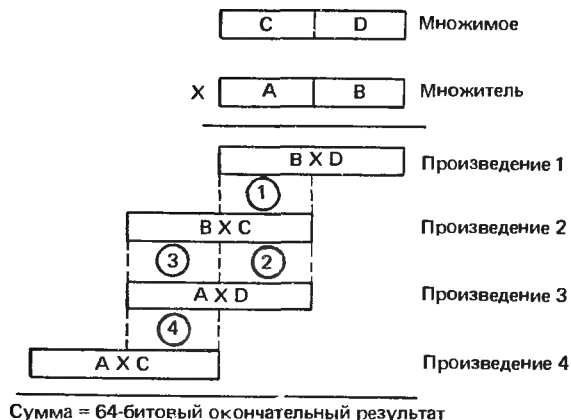 C D Множимое
X A B Множитель
B X D Произведение 1
1
B X C Произведение 2
3 2
A X D Произведение 3
4
A X C Произведение 4
Сумма = 64-битовый окончательный результат